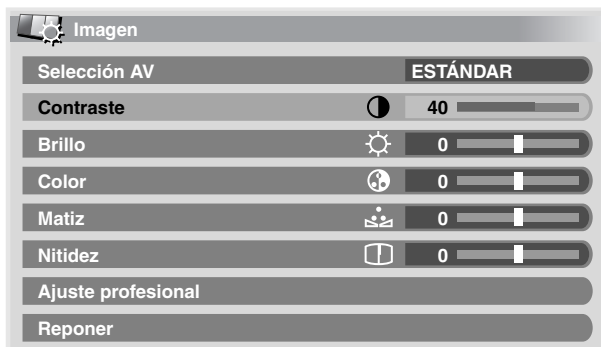 Imagen
Selección AV ESTÁNDAR
Contraste 40
Brillo 0
Color 0
Matiz 0
Nitidez 0
Ajuste profesional
Reponer